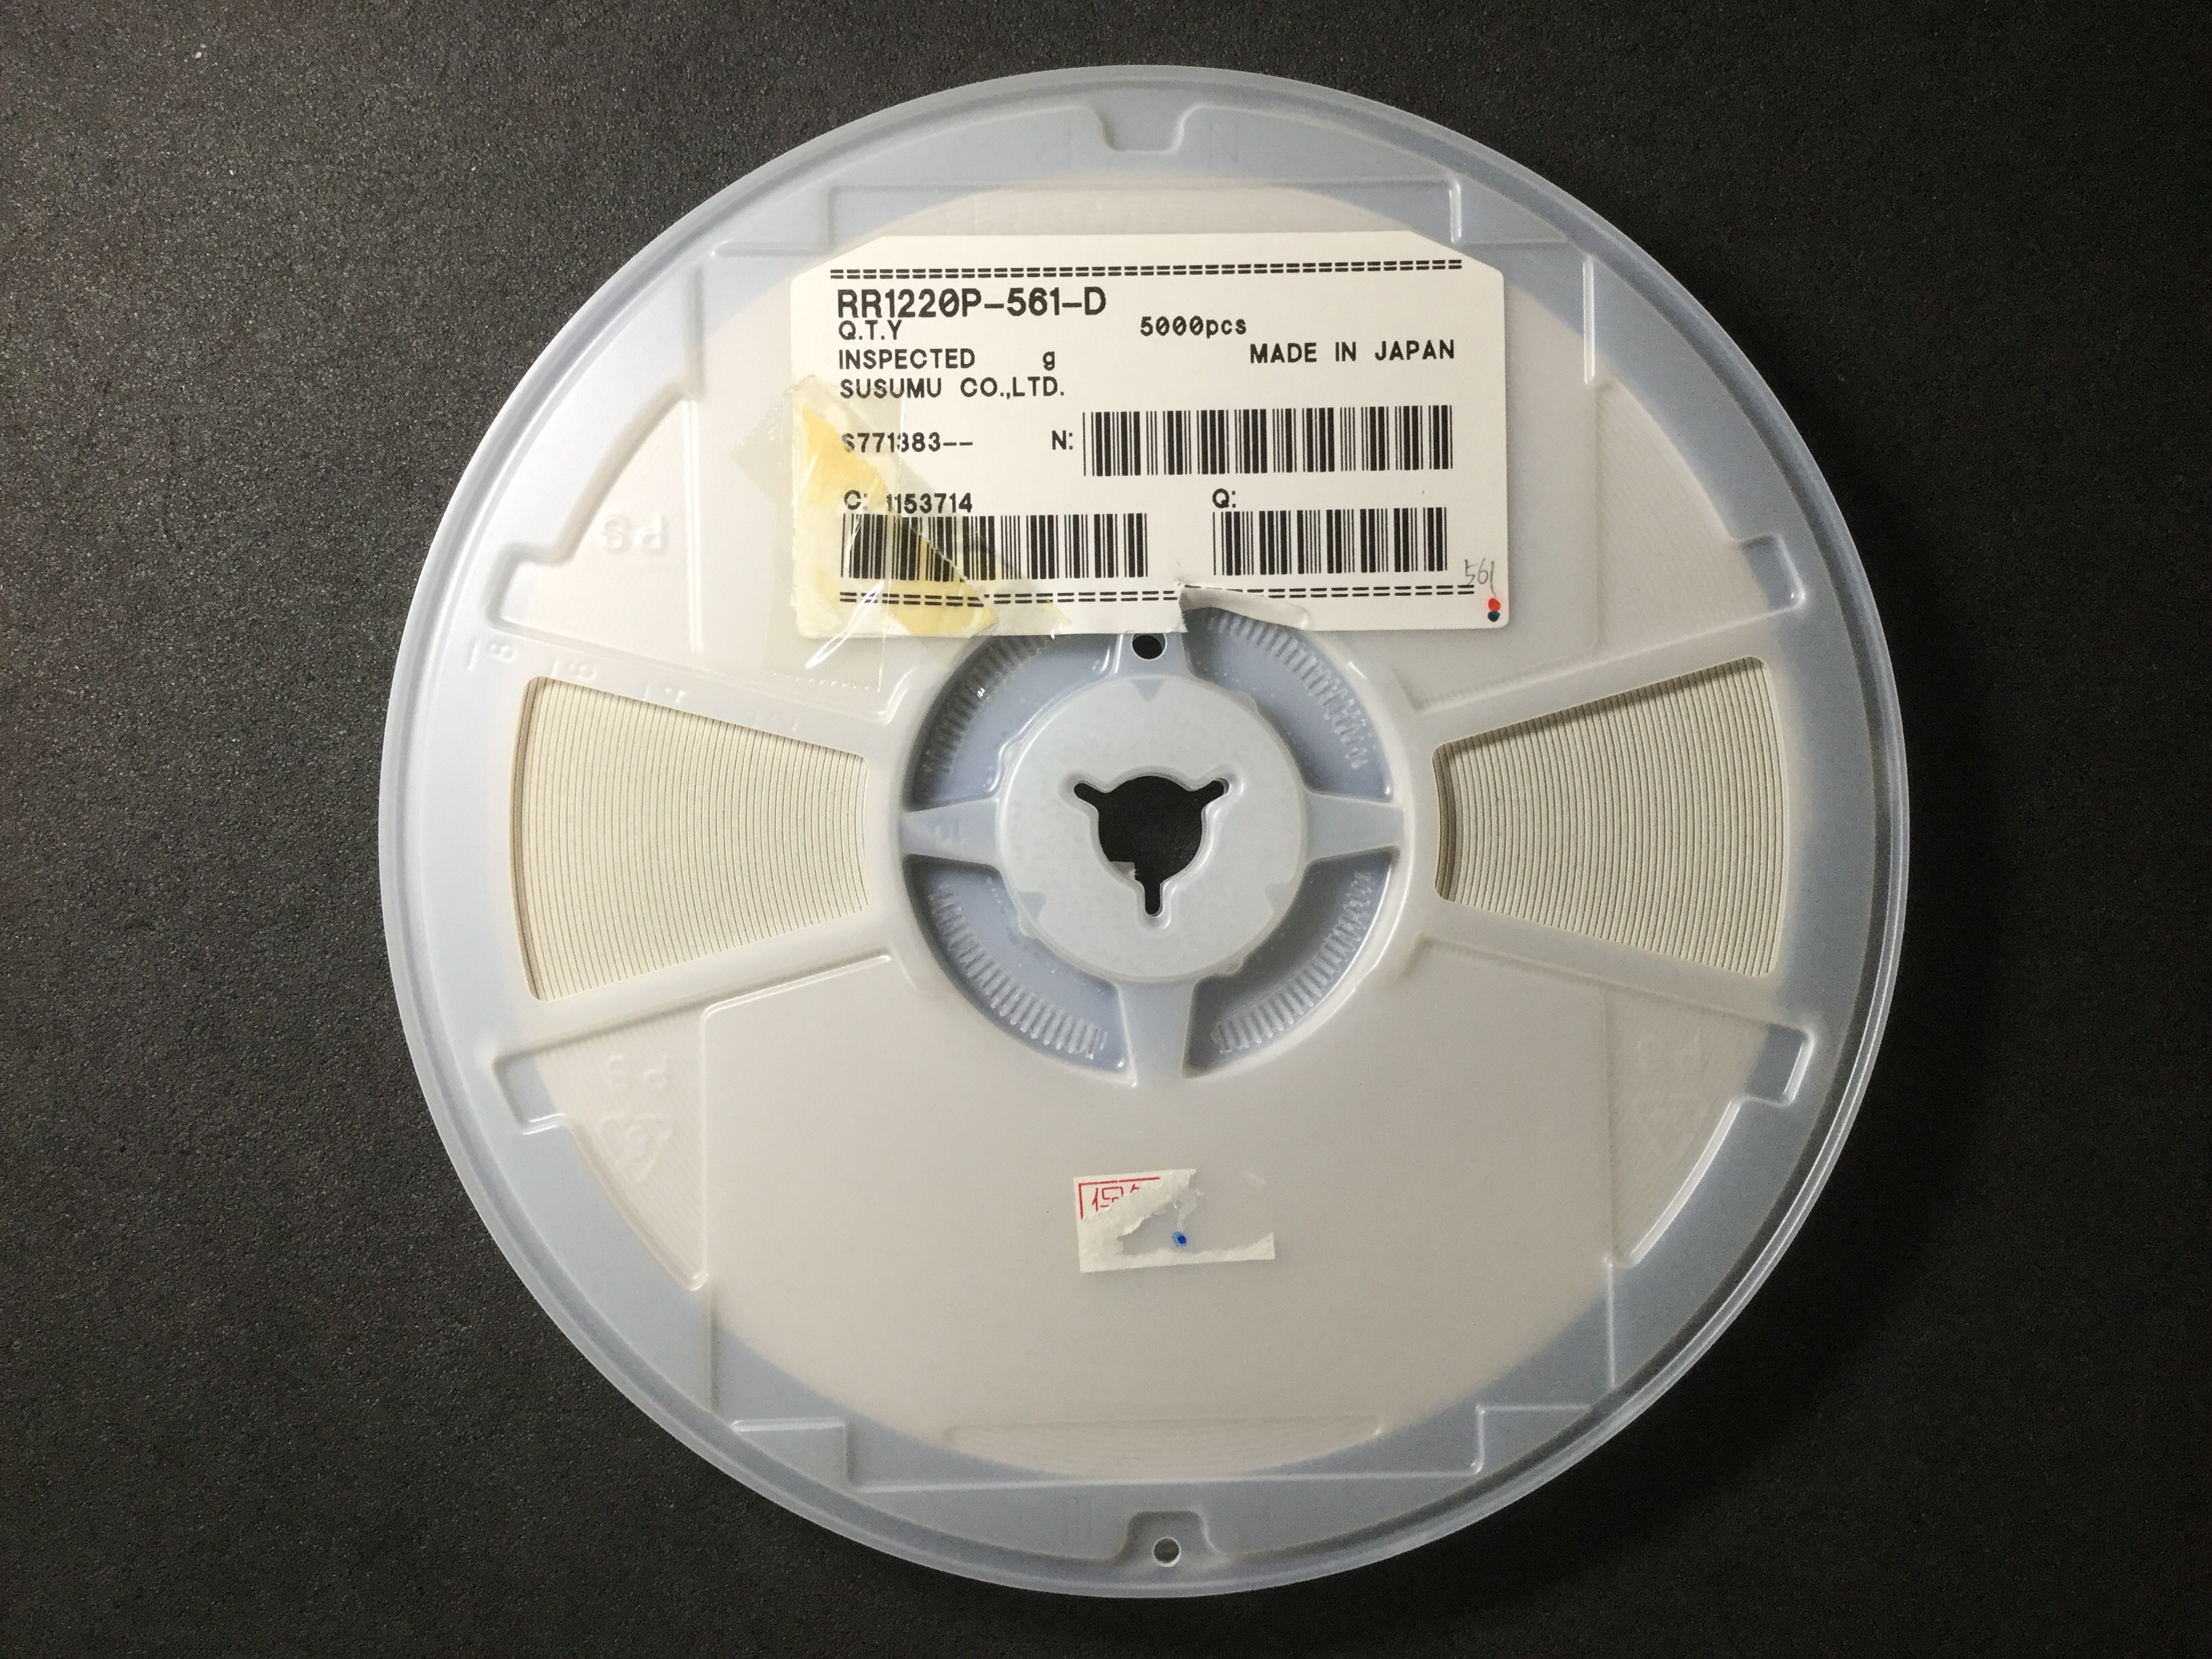 RR1220P-561-D
Q.T.Y 5000pcs
INSPECTED g MADE IN JAPAN
SUSUMU CO.,LTD.
S771383-- N:
C: 1153714 Q:
561
PS
PS